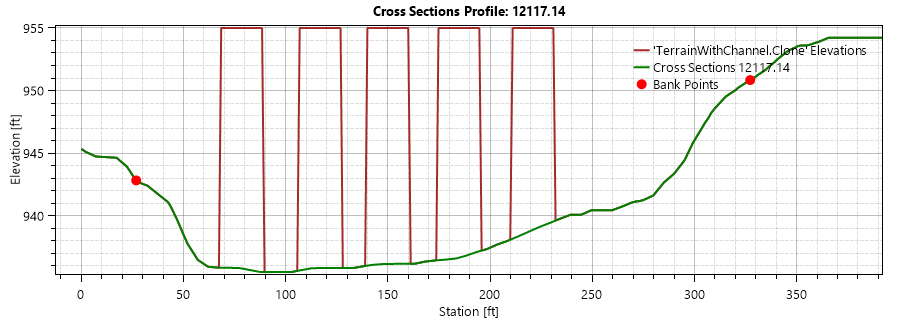 Cross Sections Profile: 12117.14
955
950
945
940
Elevation [ft]
'TerrainWithChannel.Clone' Elevations
Cross Sections 12117.14
Bank Points
0 50 100 150 200 250 300 350
Station [ft]